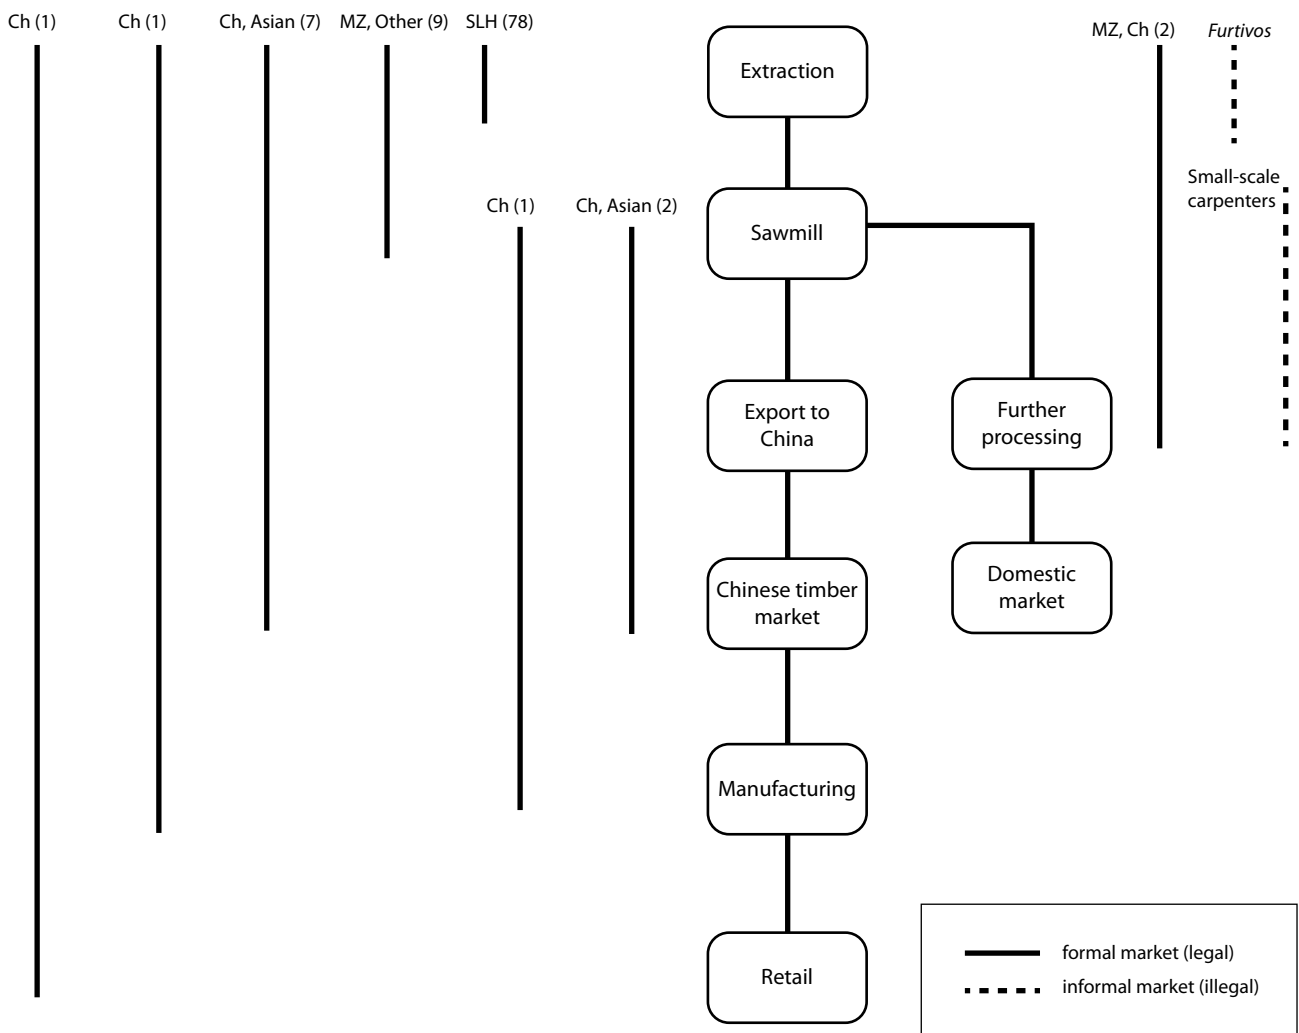 Ch (1)
Ch (1)
Ch, Asian (7)
MZ, Other (9)
SLH (78)
Extraction
MZ, Ch (2)
Furtivos
Small-scale
carpenters
Ch (1)
Ch, Asian (2)
Sawmill
Export to
China
Further
processing
Chinese timber
market
Domestic
market
Manufacturing
Retail
formal market (legal)
informal market (illegal)